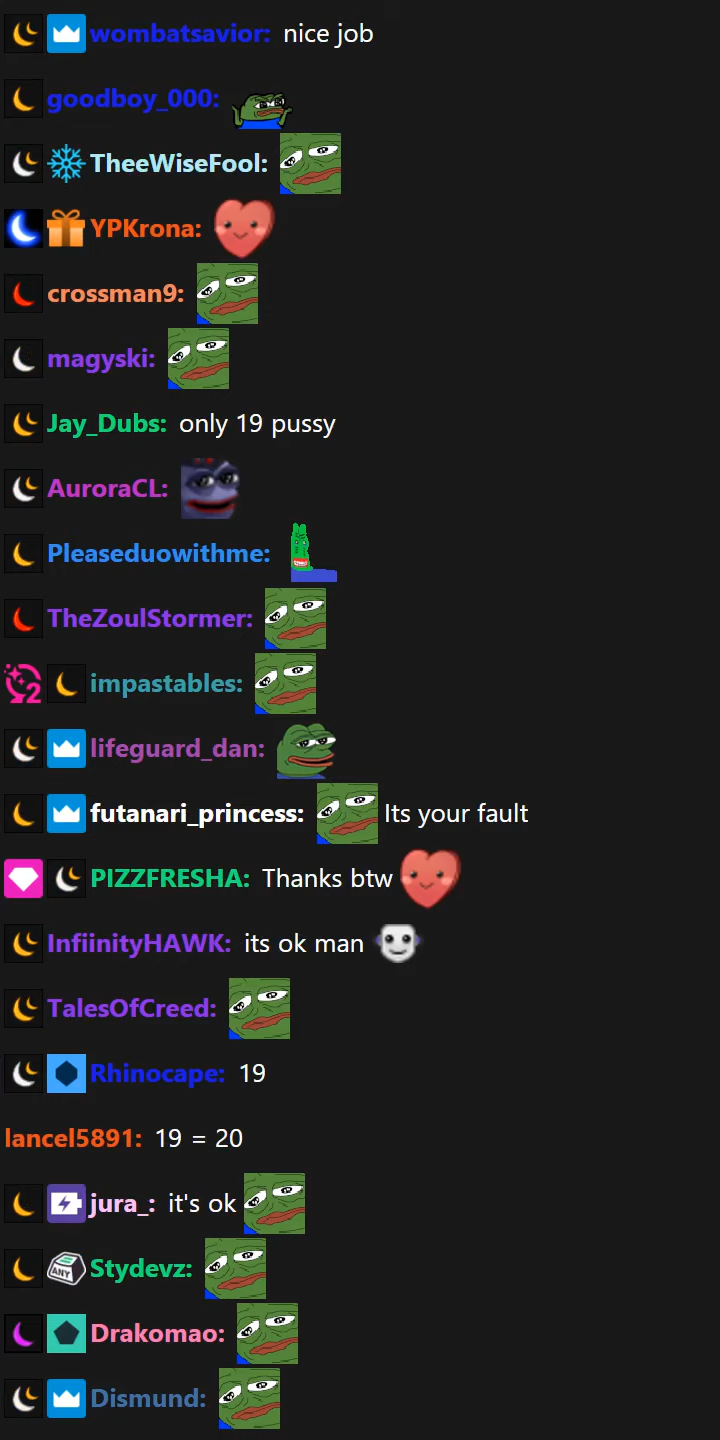 wombatsavior: nice job
goodboy_000:
TheeWiseFool:
YPKrona:
crossman9:
magyski:
Jay_Dubs: only 19 pussy
AuroraCL:
Pleaseduowithme:
TheZoulStormer:
2 impastables:
lifeguard_dan:
futanari_princess: Its your fault
PIZZFRESHA: Thanks btw
InfiinityHAWK: its ok man
TalesOfCreed:
Rhinocape: 19
lancel5891: 19 = 20
jura_: it's ok
ANY Stydevz:
Drakomao:
Dismund: